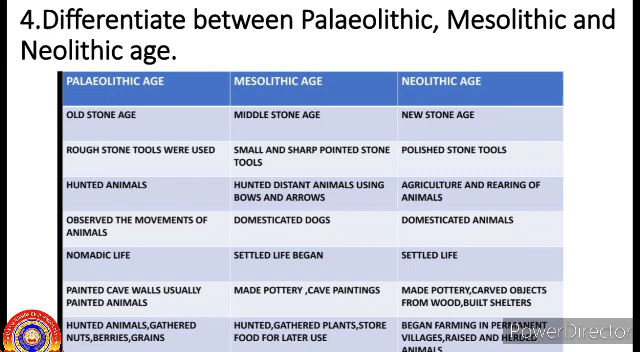 4.Differentiate between Palaeolithic, Mesolithic and
Neolithic age.
PALAEOLITHIC AGE MESOLITHIC AGE NEOLITHIC AGE
OLD STONE AGE MIDDLE STONE AGE NEW STONE AGE
ROUGH STONE TOOLS WERE USED SMALL AND SHARP POINTED STONE POLISHED STONE TOOLS
TOOLS
HUNTED ANIMALS HUNTED DISTANT ANIMALS USING AGRICULTURE AND REARING OF
BOWS AND ARROWS ANIMALS
OBSERVED THE MOVEMENTS OF DOMESTICATED DOGS DOMESTICATED ANIMALS
ANIMALS
NOMADIC LIFE SETTLED LIFE BEGAN SETTLED LIFE
PAINTED CAVE WALLS USUALLY MADE POTTERY ,CAVE PAINTINGS MADE POTTERY,CARVED OBJECTS
PAINTED ANIMALS FROM WOOD,BUILT SHELTERS
HUNTED ANIMALS,GATHERED HUNTED,GATHERED PLANTS,STORE BEGAN FARMING IN PERMANENT
NUTS,BERRIES,GRAINS FOOD FOR LATER USE VILLAGES,RAISED AND HERDED
ANIMALS
PowerDirector